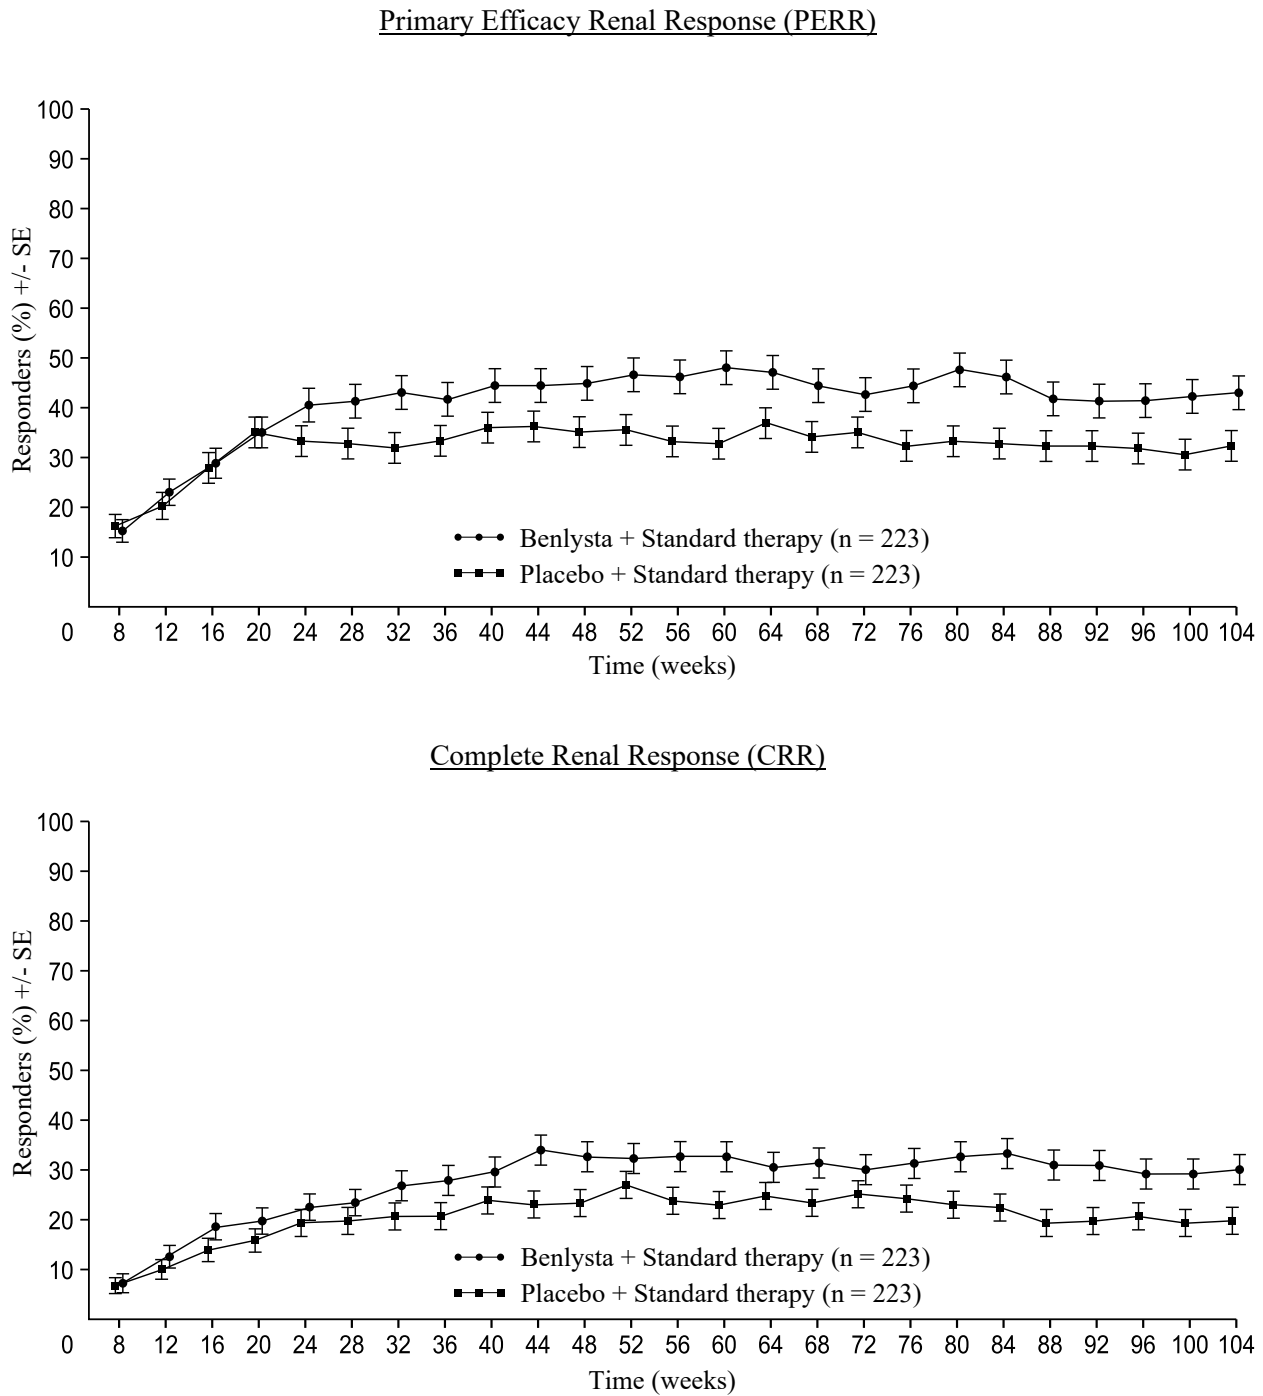 Primary Efficacy Renal Response (PERR)
100
90
80
70
60
50
40
30
20
10
0
Responders (%) +/- SE
Benlysta + Standard therapy (n = 223)
Placebo + Standard therapy (n = 223)
8 12 16 20 24 28 32 36 40 44 48 52 56 60 64 68 72 76 80 84 88 92 96 100 104
Time (weeks)
Complete Renal Response (CRR)
100
90
80
70
60
50
40
30
20
10
0
Responders (%) +/- SE
Benlysta + Standard therapy (n = 223)
Placebo + Standard therapy (n = 223)
8 12 16 20 24 28 32 36 40 44 48 52 56 60 64 68 72 76 80 84 88 92 96 100 104
Time (weeks)